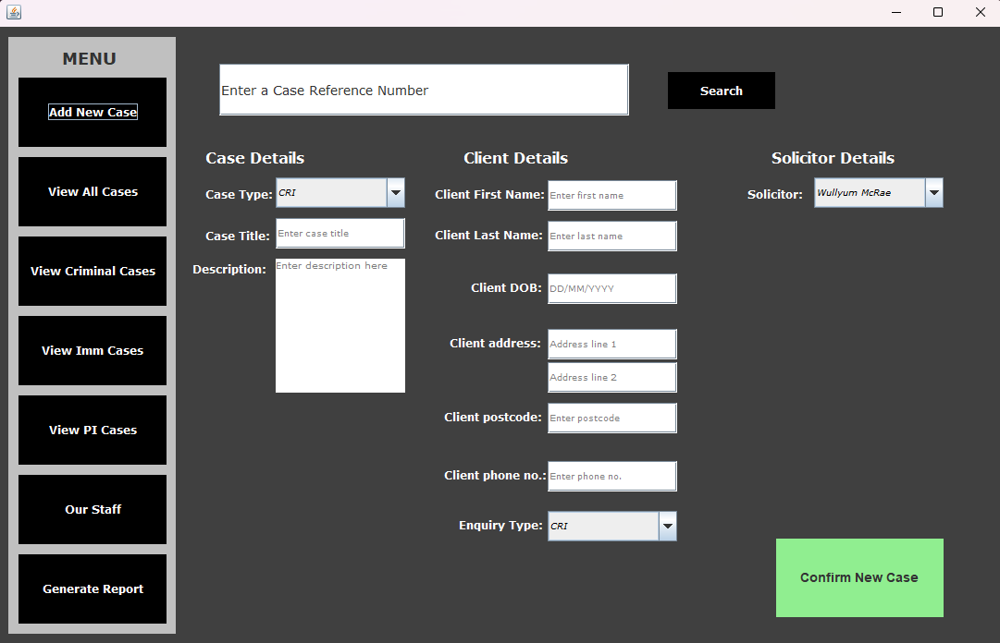 MENU
Add New Case
View All Cases
View Criminal Cases
View Imm Cases
View PI Cases
Our Staff
Generate Report
Enter a Case Reference Number
Search
Case Details
Case Type:
CRI
Case Title:
Enter case title
Description:
Enter description here
Client Details
Client First Name:
Enter first name
Client Last Name:
Enter last name
Client DOB:
DD/MM/YYYY
Client address:
Address line 1
Address line 2
Client postcode:
Enter postcode
Client phone no.:
Enter phone no.
Enquiry Type:
CRI
Solicitor Details
Solicitor:
Wullyum McRae
Confirm New Case